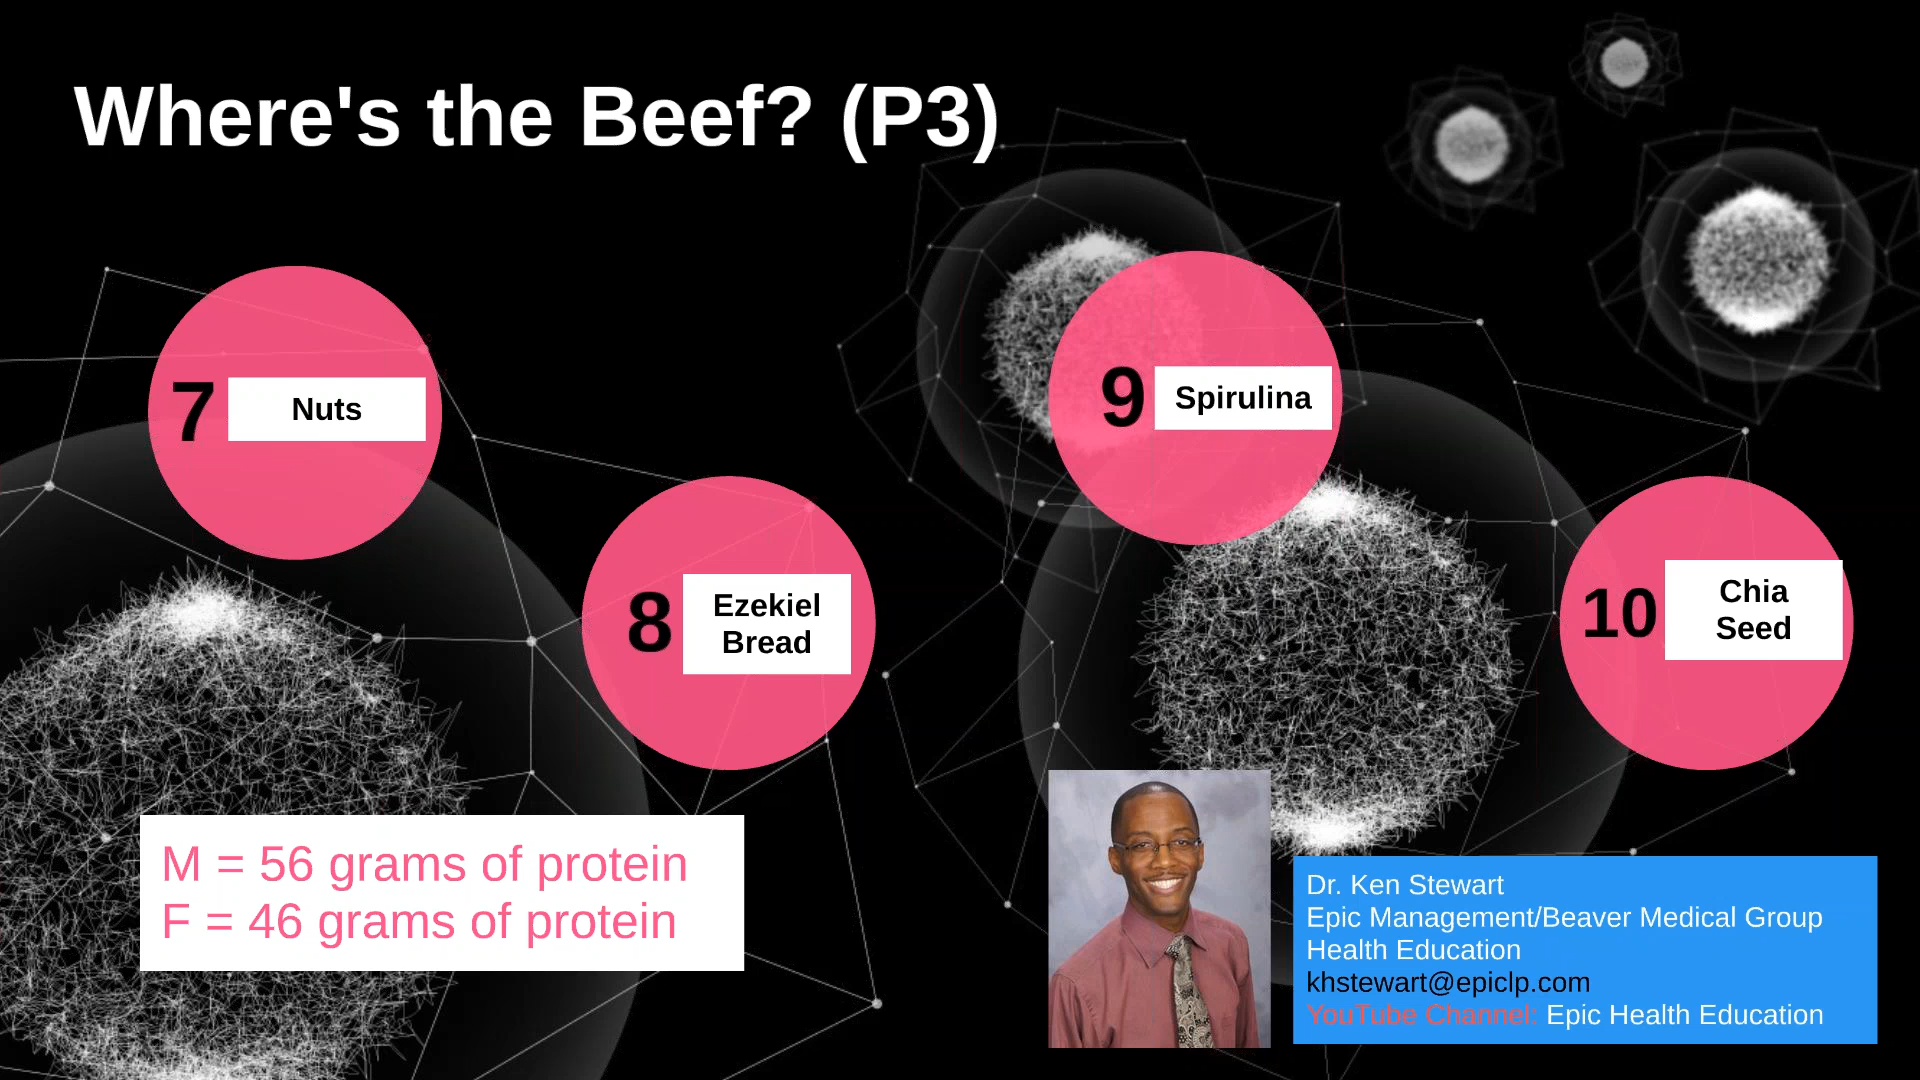 Where's the Beef? (P3)
7
Nuts
8
Ezekiel
Bread
9
Spirulina
10
Chia
Seed
M = 56 grams of protein
F = 46 grams of protein
Dr. Ken Stewart
Epic Management/Beaver Medical Group
Health Education
khstewart@epiclp.com
YouTube Channel: Epic Health Education